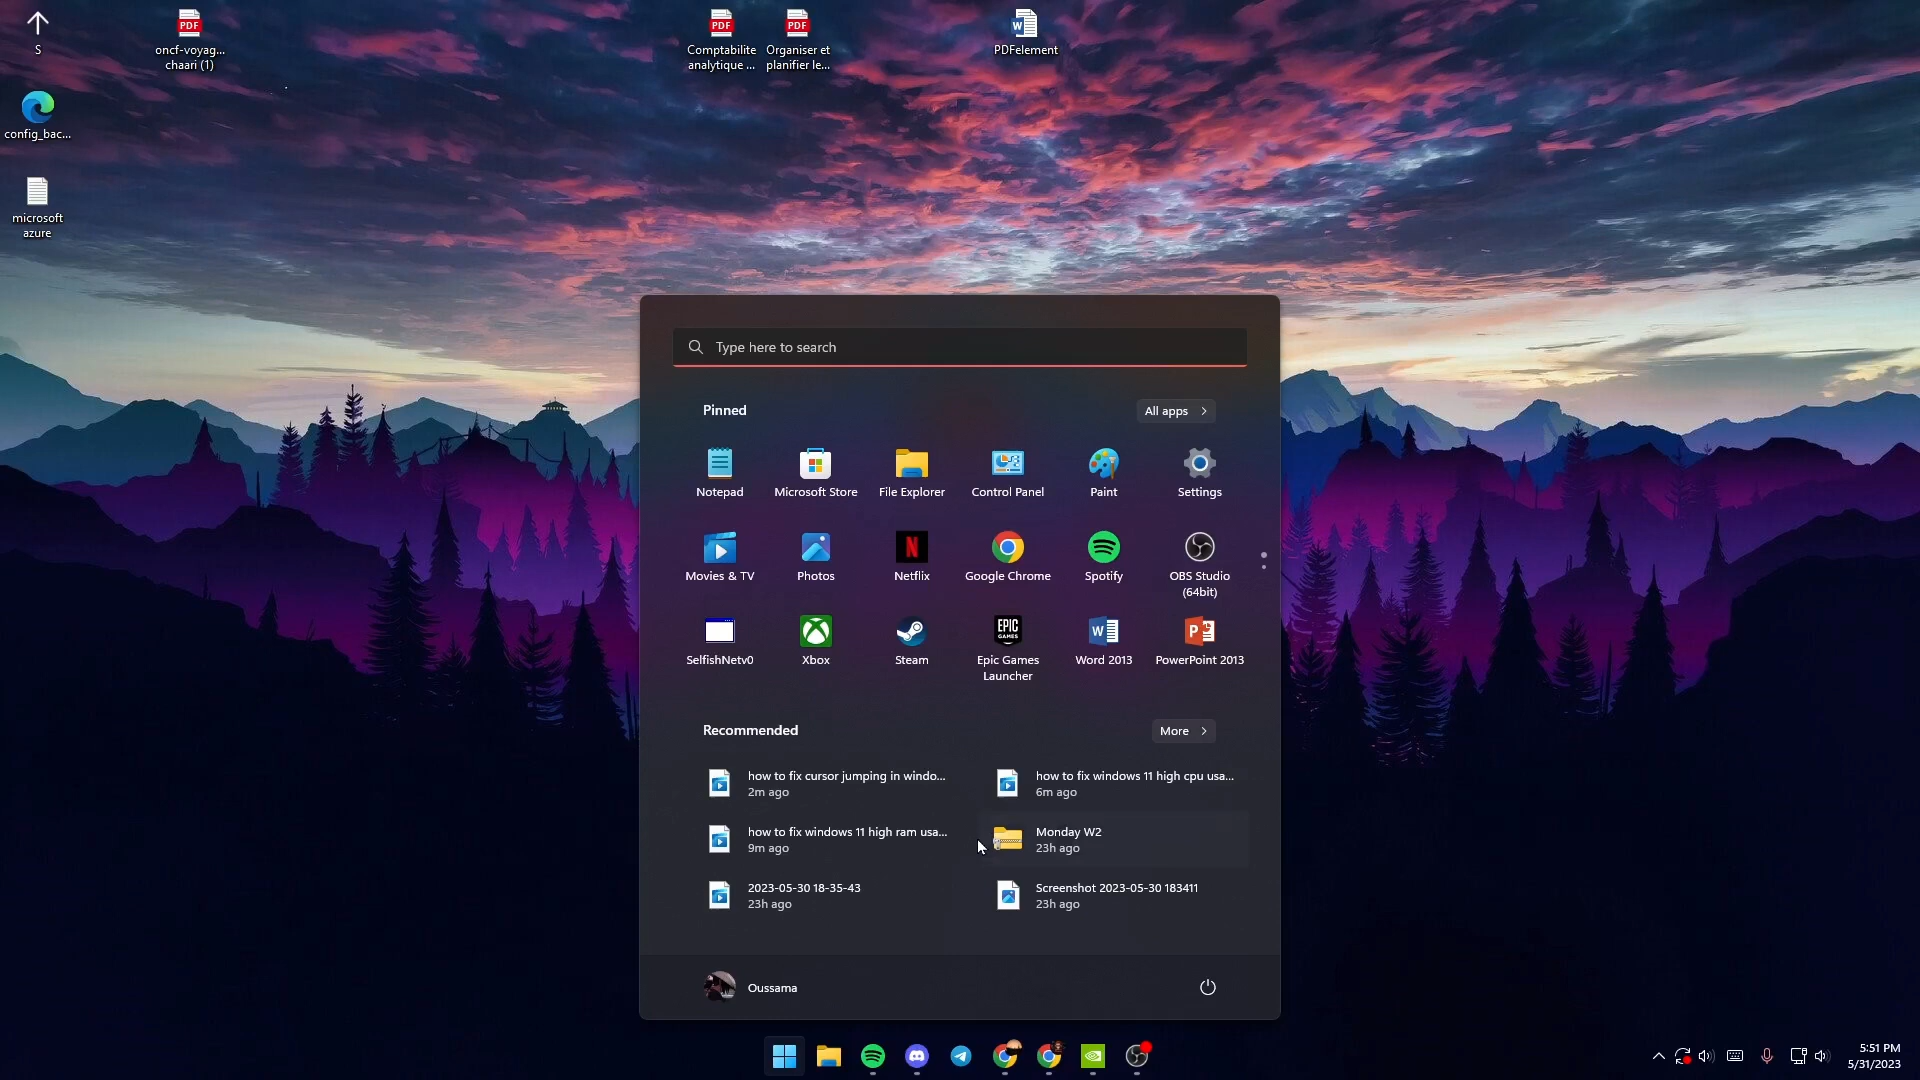 S
oncf-voyag...
chaari (1)
Comptabilite
analytique ...
Organiser et
planifier le...
PDFelement
config_bac...
microsoft
azure
Type here to search
Pinned
All apps
Notepad
Microsoft Store
File Explorer
Control Panel
Paint
Settings
Movies & TV
Photos
Netflix
Google Chrome
Spotify
OBS Studio
(64bit)
SelfishNetv0
Xbox
Steam
EPIC
GAMES
Epic Games
Launcher
Word 2013
PowerPoint 2013
Recommended
More
how to fix cursor jumping in windo...
2m ago
how to fix windows 11 high cpu usa...
6m ago
how to fix windows 11 high ram usa...
9m ago
Monday W2
23h ago
2023-05-30 18-35-43
23h ago
Screenshot 2023-05-30 183411
23h ago
Oussama
5:51 PM
5/31/2023